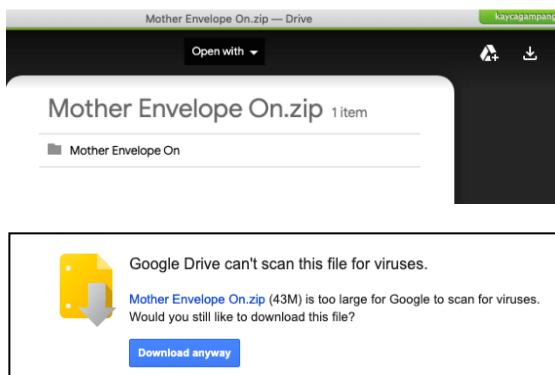 Mother Envelope On.zip — Drive
kaycagampang
Open with
Mother Envelope On.zip 1 item
Mother Envelope On
Google Drive can't scan this file for viruses.
Mother Envelope On.zip (43M) is too large for Google to scan for viruses.
Would you still like to download this file?
Download anyway